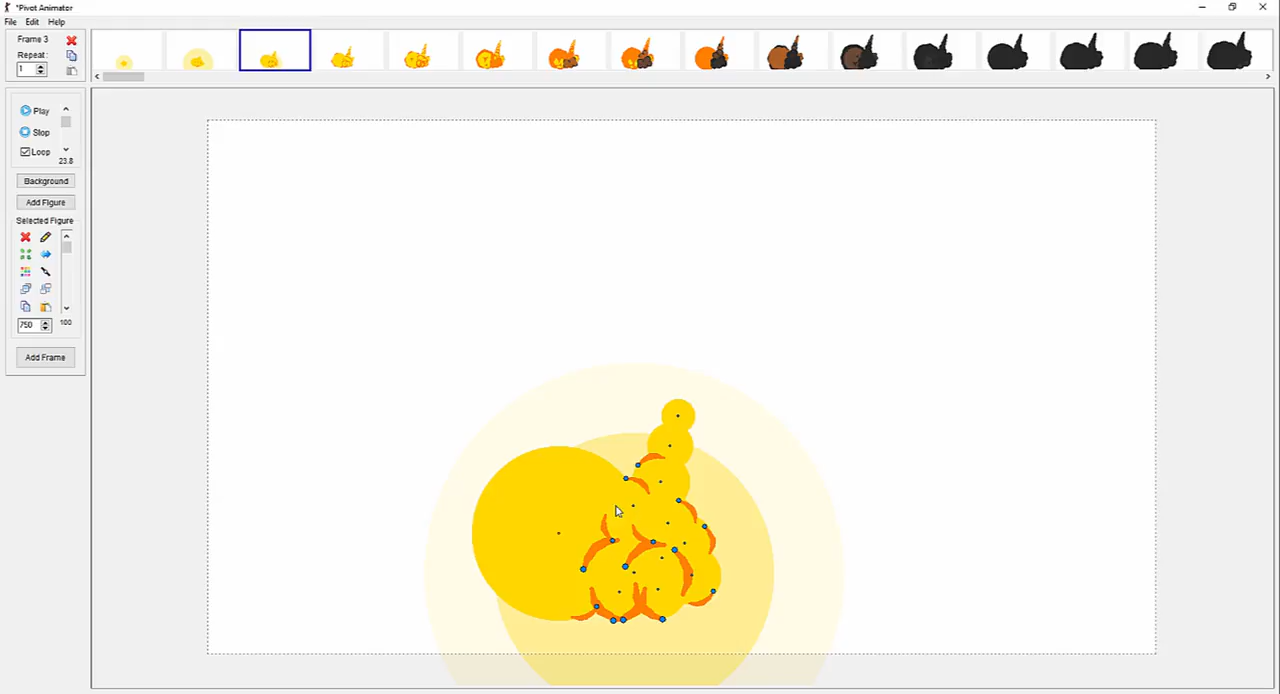 *Pivot Animator
File Edit Help
Frame 3
Repeat:
1
Play
Stop
Loop
23.8
Background
Add Figure
Selected Figure
750
100
Add Frame